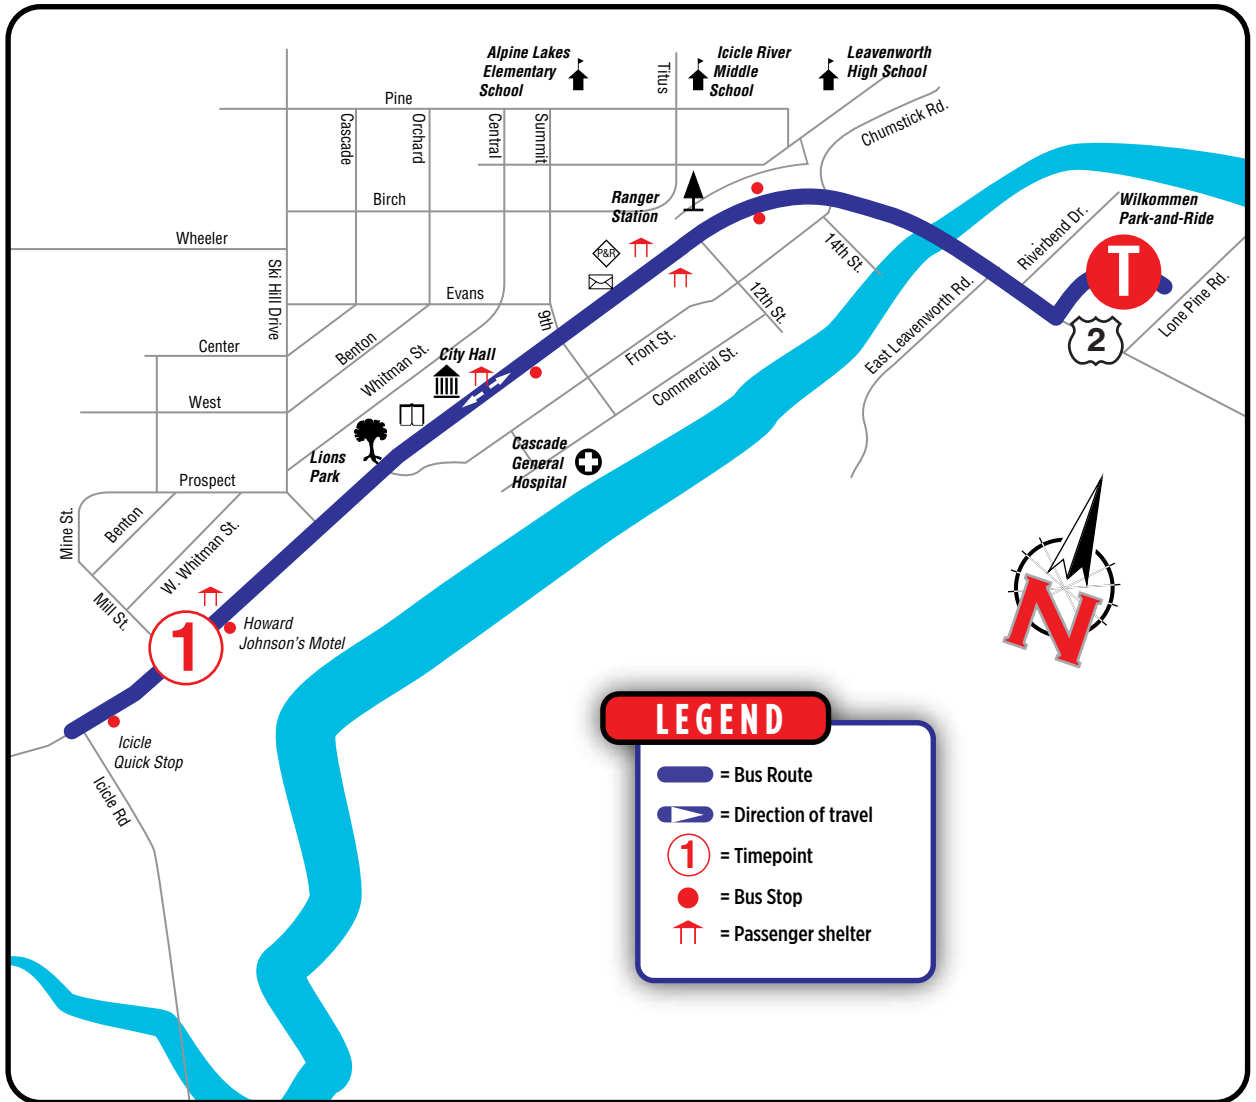 Alpine Lakes
Elementary
School
Icicle River
Middle
School
Leavenworth
High School
Titus
Pine
Cascade
Orchard
Central
Summit
Chumstick Rd.
Birch
Ranger
Station
Wilkommen
Park-and-Ride
T
Wheeler
P&R
14th St.
Riverbend Dr.
Ski Hill Drive
Evans
9th
12th St.
East Leavenworth Rd.
Lone Pine Rd.
2
Center
Benton
Whitman St.
City Hall
Front St.
Commercial St.
West
Lions
Park
Cascade
General
Hospital
Prospect
Mine St.
Benton
W. Whitman St.
Mill St.
1
Howard
Johnson's Motel
N
Icicle
Quick Stop
Icicle Rd
LEGEND
= Bus Route
= Direction of travel
1 = Timepoint
= Bus Stop
= Passenger shelter